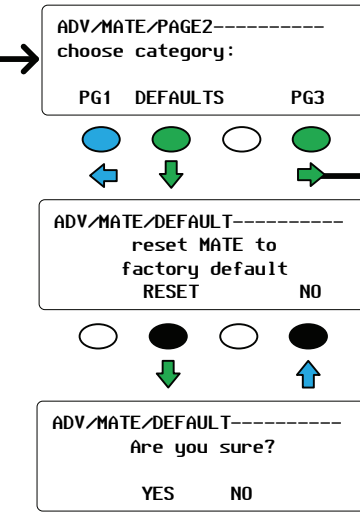 ADV/MATE/PAGE2----------
choose category:
PG1 DEFAULTS PG3
ADV/MATE/DEFAULT----------
reset MATE to
factory default
RESET NO
ADV/MATE/DEFAULT----------
Are you sure?
YES NO